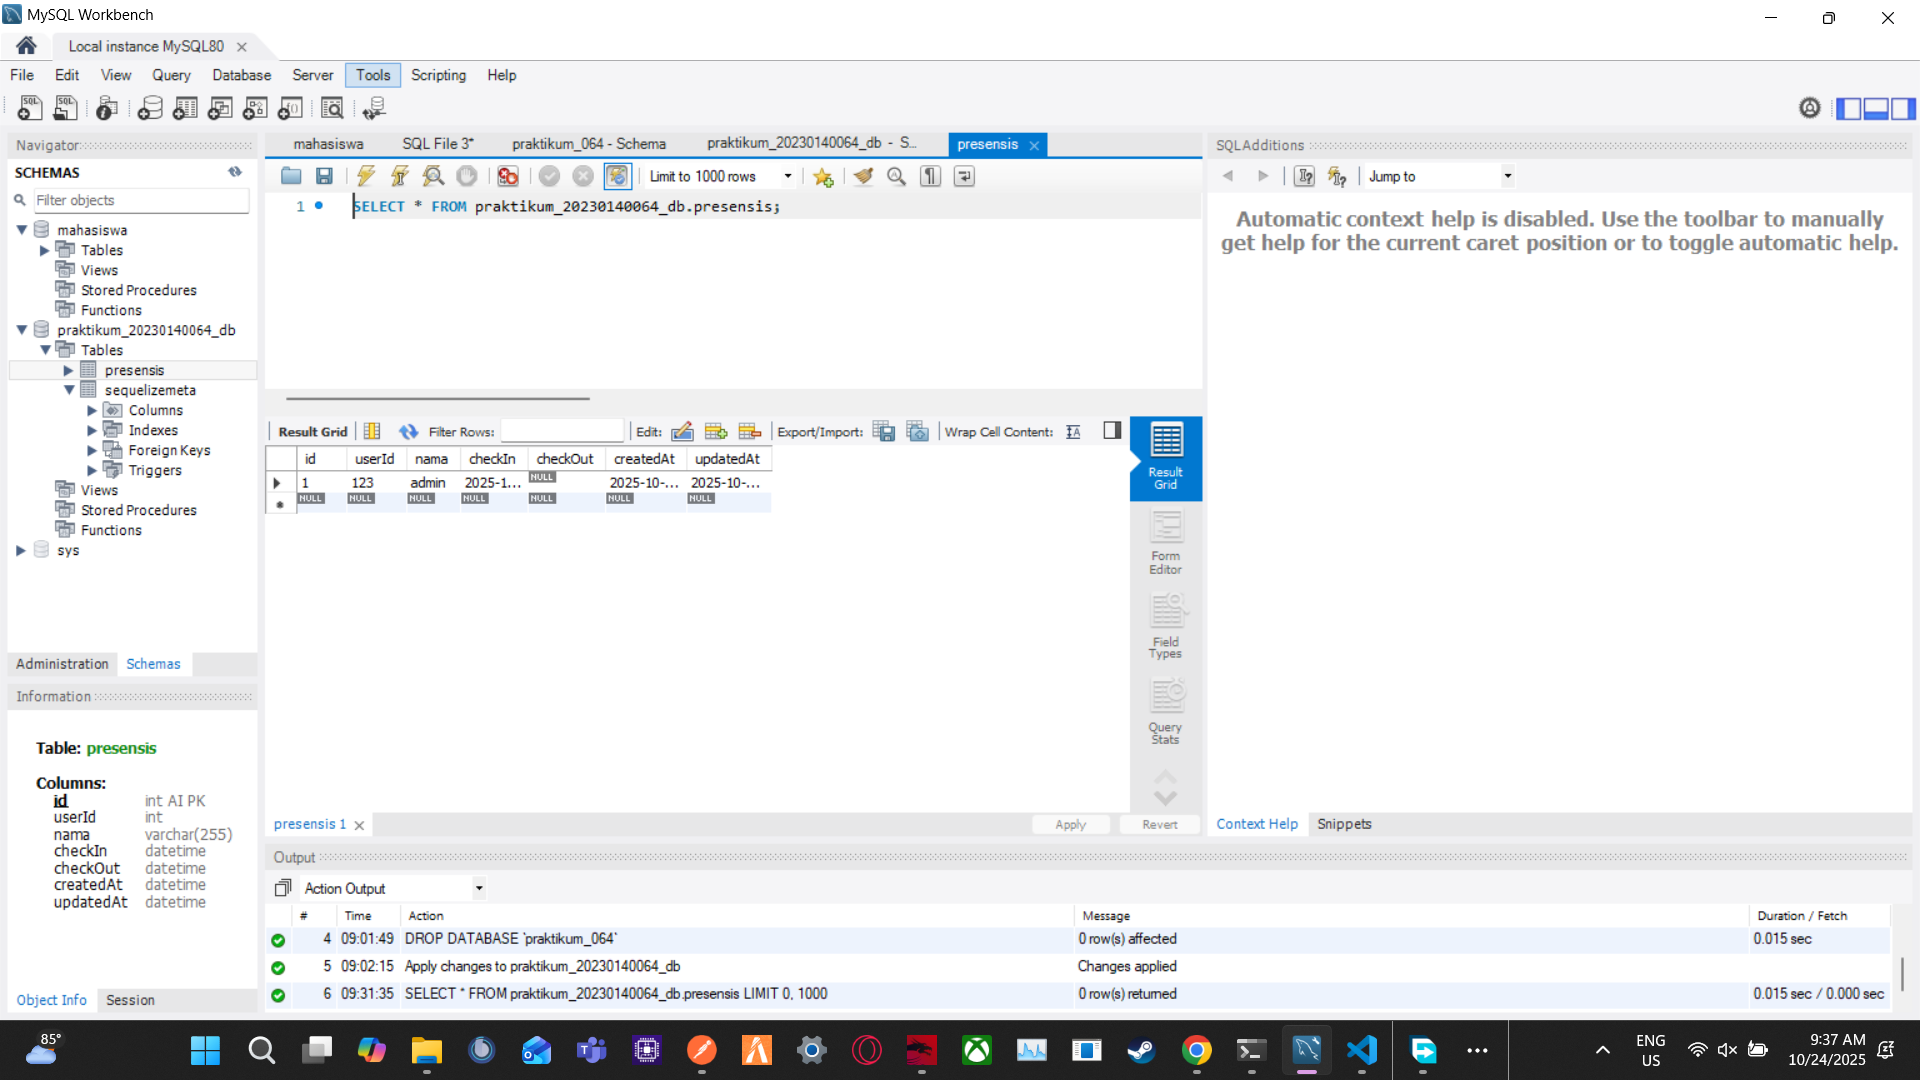 MySQL Workbench
Local instance MySQL80
File Edit View Query Database Server Tools Scripting Help
Navigator
SCHEMAS
Filter objects
mahasiswa
Tables
Views
Stored Procedures
Functions
praktikum_20230140064_db
Tables
presensis
sequelizemeta
Columns
Indexes
Foreign Keys
Triggers
Views
Stored Procedures
Functions
sys
Administration Schemas
Information
Table: presensis
Columns:
id int AI PK
userId int
nama varchar(255)
checkIn datetime
checkOut datetime
createdAt datetime
updatedAt datetime
Object Info Session
mahasiswa SQL File 3* praktikum_064 - Schema praktikum_20230140064_db - S... presensis
Limit to 1000 rows
1 SELECT * FROM praktikum_20230140064_db.presensis;
Result Grid Filter Rows: Edit: Export/Import: Wrap Cell Content:
id userId nama checkIn checkOut createdAt updatedAt
1 123 admin 2025-1... NULL 2025-10-... 2025-10-...
NULL NULL NULL NULL NULL NULL NULL
Result Grid
Form Editor
Field Types
Query Stats
presensis 1 Apply Revert
SQLAdditions
Jump to
Automatic context help is disabled. Use the toolbar to manually
get help for the current caret position or to toggle automatic help.
Context Help Snippets
Output
Action Output
# Time Action Message Duration / Fetch
4 09:01:49 DROP DATABASE `praktikum_064` 0 row(s) affected 0.015 sec
5 09:02:15 Apply changes to praktikum_20230140064_db Changes applied
6 09:31:35 SELECT * FROM praktikum_20230140064_db.presensis LIMIT 0, 1000 0 row(s) returned 0.015 sec / 0.000 sec
85°
ENG
US
9:37 AM
10/24/2025